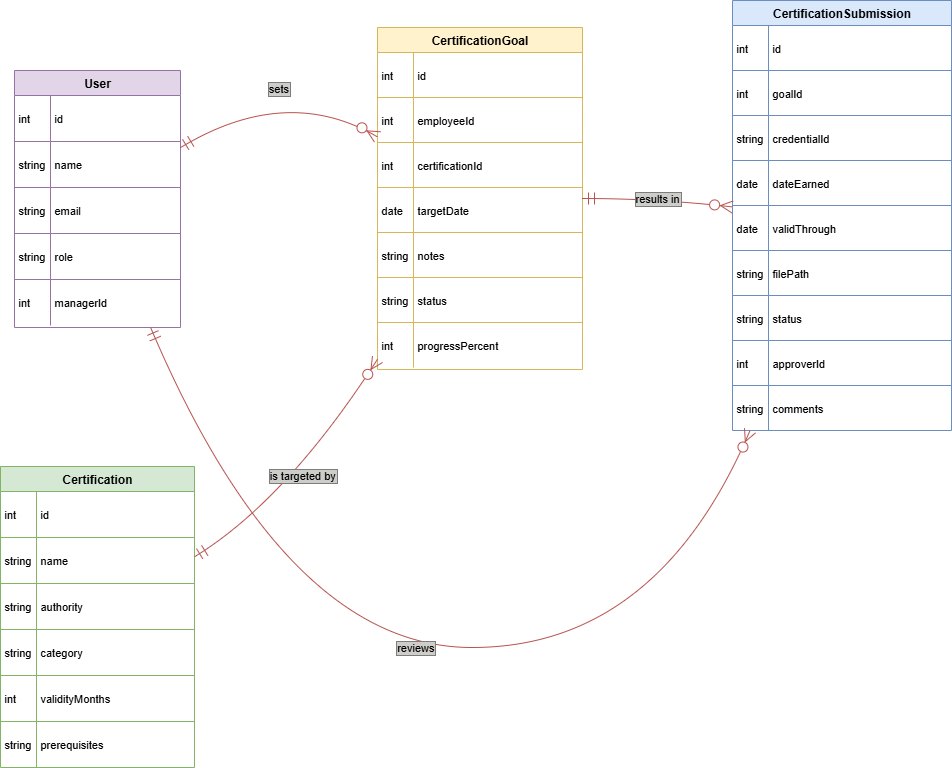 User
int id
string name
string email
string role
int managerId
sets
CertificationGoal
int id
int employeeId
int certificationId
date targetDate
string notes
string status
int progressPercent
results in
CertificationSubmission
int id
int goalId
string credentialId
date dateEarned
date validThrough
string filePath
string status
int approverId
string comments
is targeted by
Certification
int id
string name
string authority
string category
int validityMonths
string prerequisites
reviews